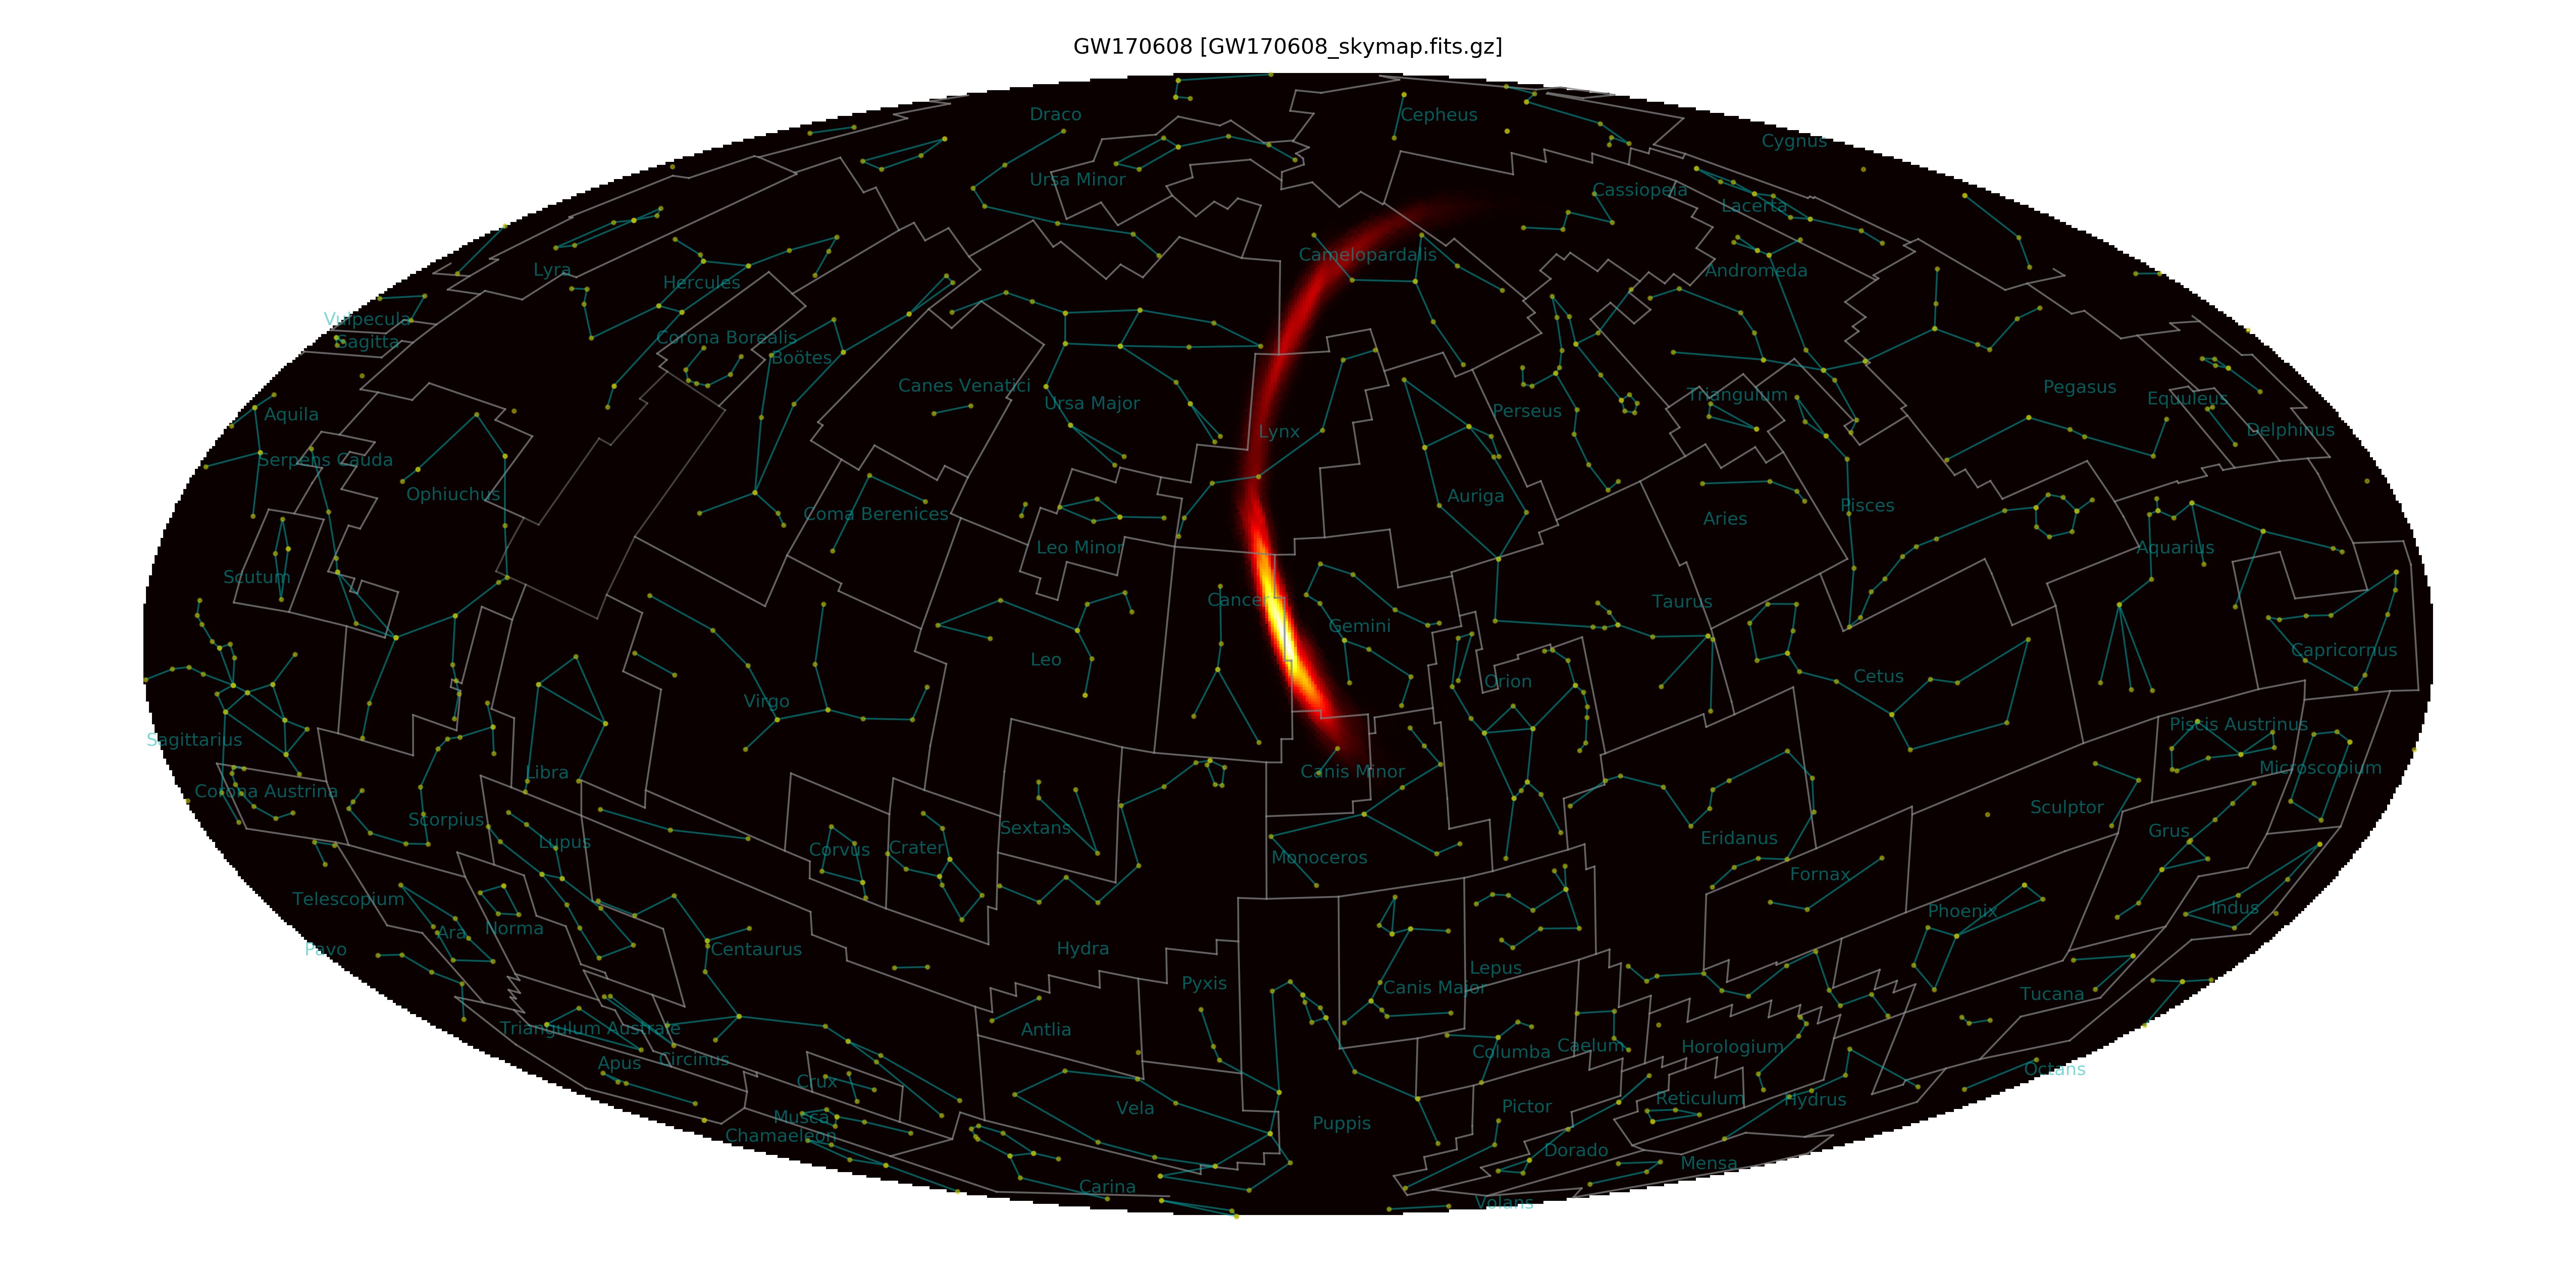 GW170608 [GW170608_skymap.fits.gz]
Draco
Cepheus
Cygnus
Ursa Minor
Cassiopeia
Lacerta
Camelopardalis
Lyra
Andromeda
Hercules
Vulpecula
Corona Borealis
Sagitta
Boötes
Canes Venatici
Pegasus
Triangulum
Equuleus
Ursa Major
Perseus
Aquila
Lynx
Delphinus
Serpens Cauda
Ophiuchus
Auriga
Pisces
Coma Berenices
Aries
Leo Minor
Aquarius
Scutum
Cancer
Taurus
Gemini
Capricornus
Leo
Cetus
Orion
Virgo
Piscis Austrinus
Sagittarius
Microscopium
Libra
Canis Minor
Corona Austrina
Sculptor
Scorpius
Sextans
Grus
Eridanus
Lupus
Crater
Corvus
Monoceros
Fornax
Telescopium
Indus
Phoenix
Norma
Ara
Pavo
Centaurus
Hydra
Lepus
Pyxis
Canis Major
Tucana
Triangulum Australe
Antlia
Caelum
Horologium
Columba
Circinus
Apus
Octans
Crux
Reticulum
Hydrus
Pictor
Vela
Musca
Puppis
Chamaeleon
Dorado
Mensa
Carina
Volans